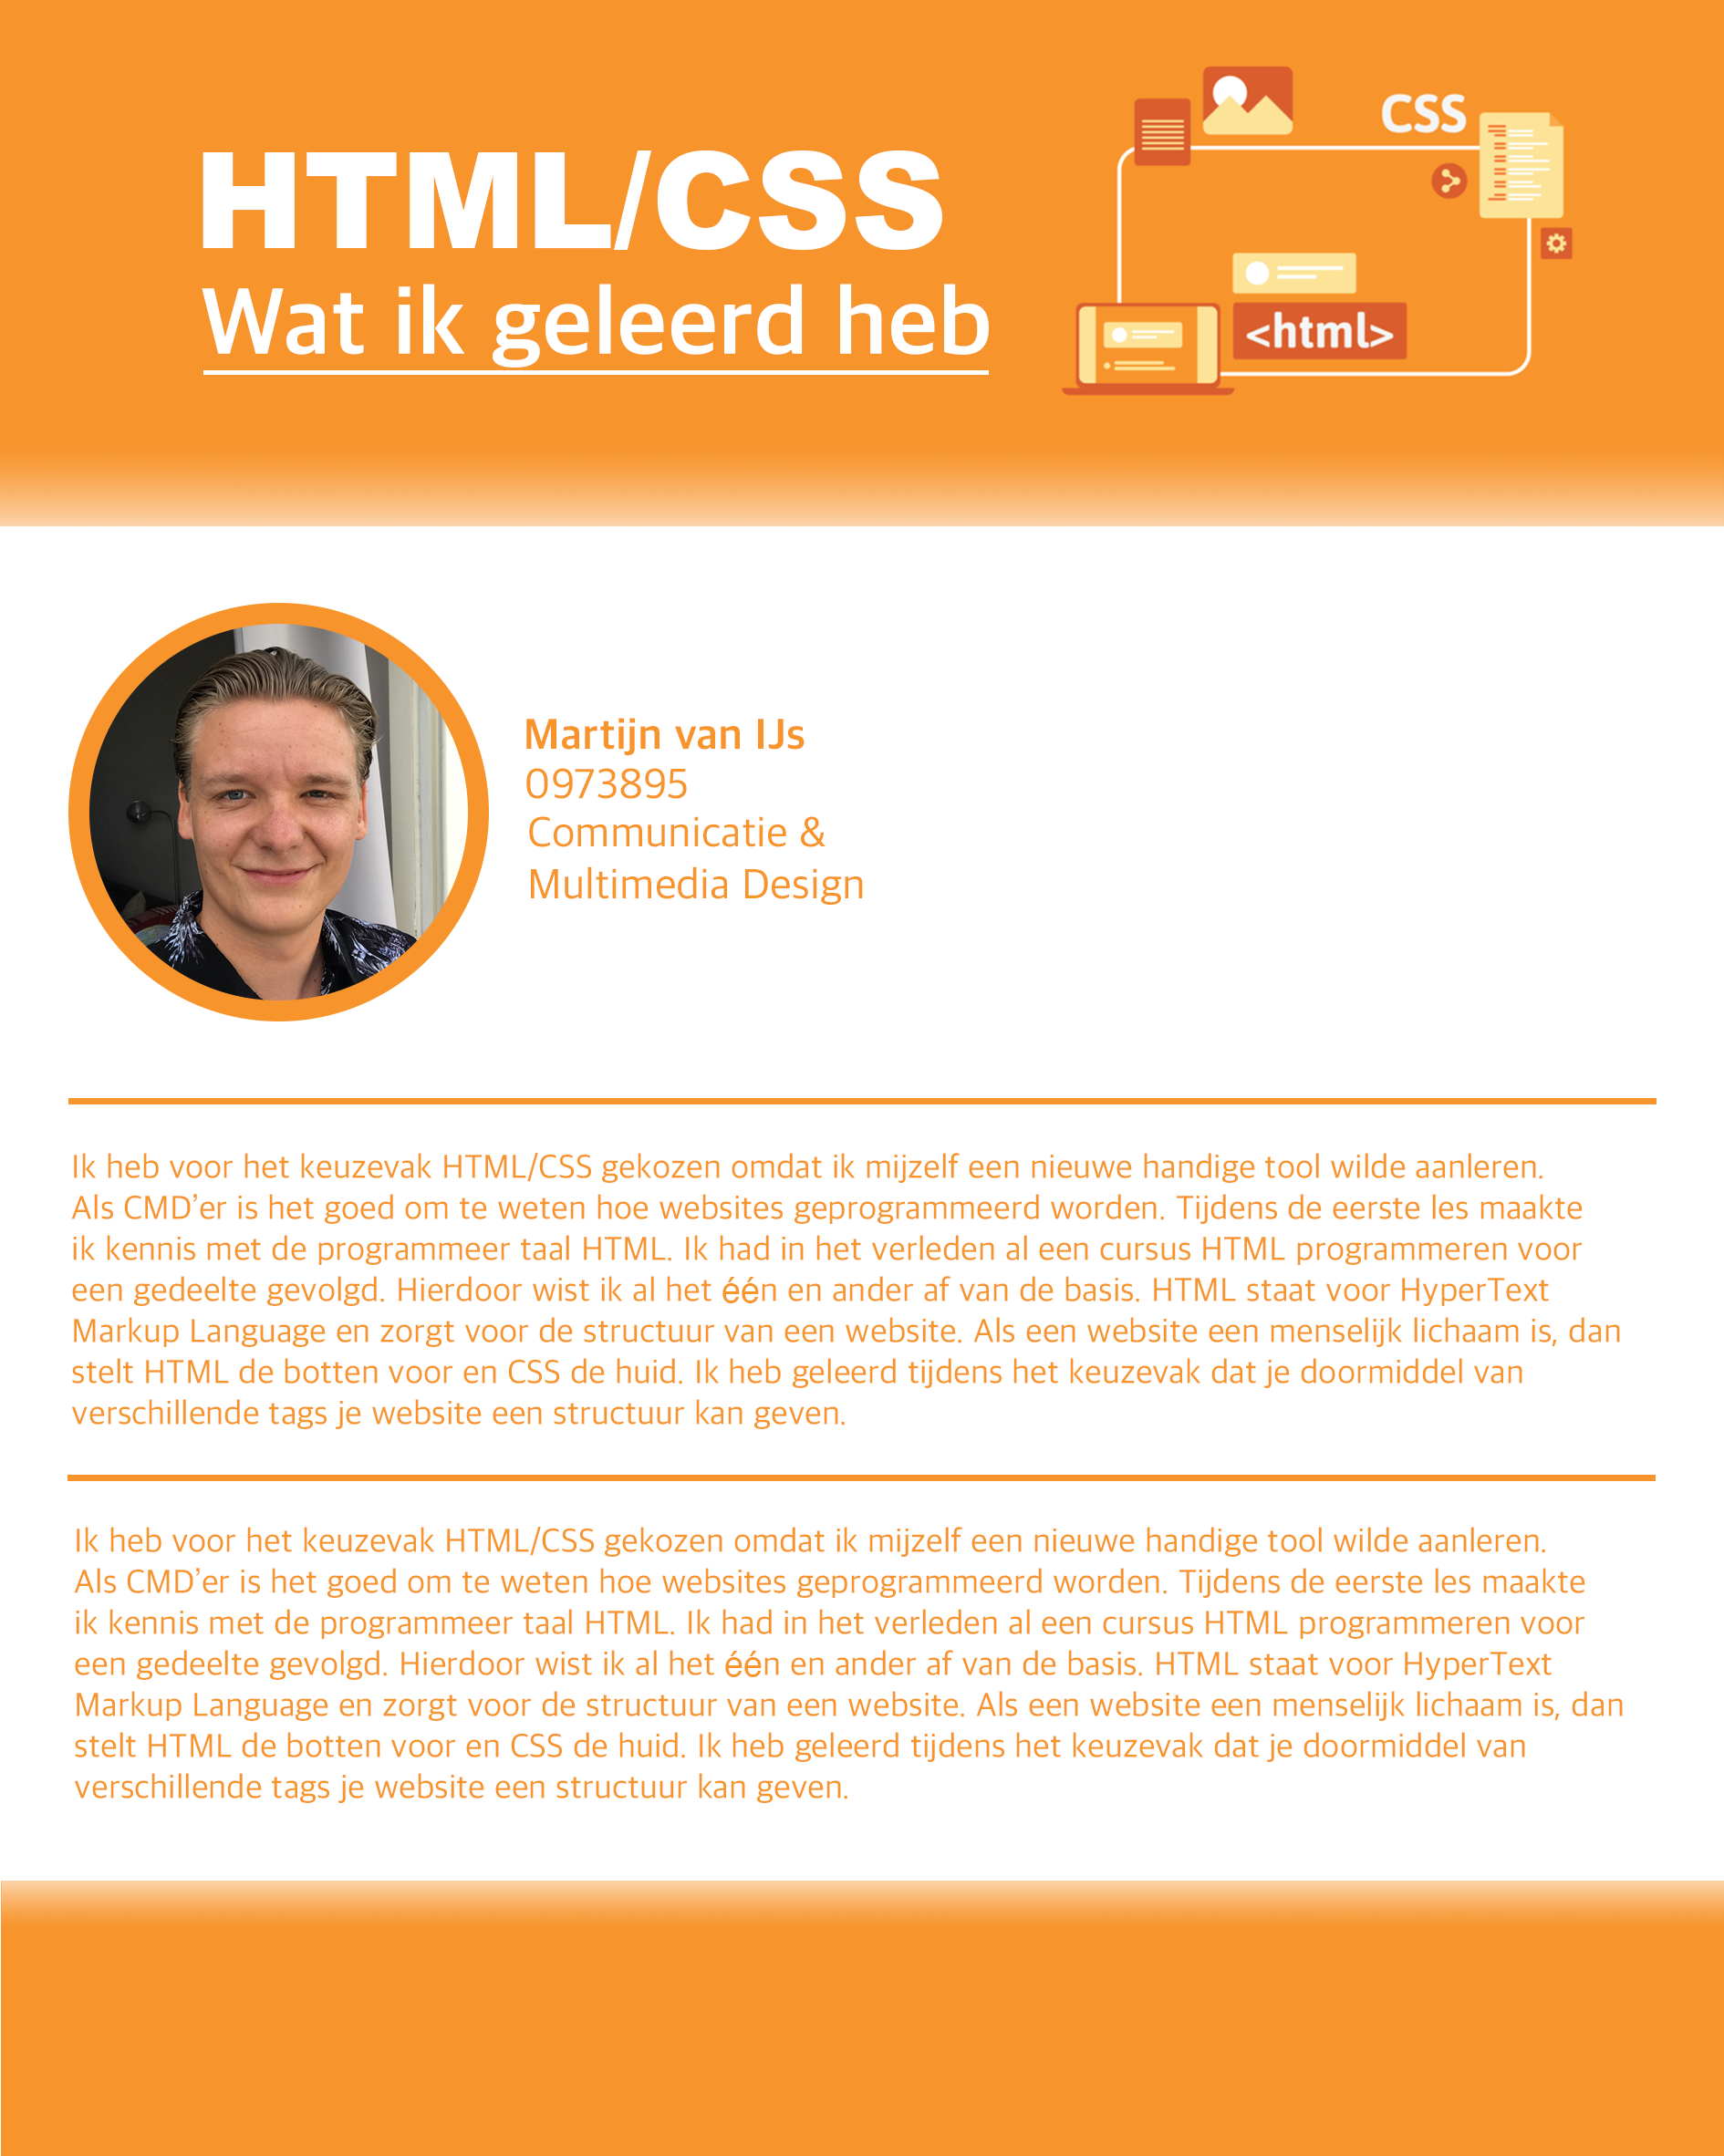 CSS
HTML/CSS
Wat ik geleerd heb
<html>
Martijn van IJs
0973895
Communicatie &
Multimedia Design
Ik heb voor het keuzevak HTML/CSS gekozen omdat ik mijzelf een nieuwe handige tool wilde aanleren.
Als CMD’er is het goed om te weten hoe websites geprogrammeerd worden. Tijdens de eerste les maakte
ik kennis met de programmeer taal HTML. Ik had in het verleden al een cursus HTML programmeren voor
een gedeelte gevolgd. Hierdoor wist ik al het één en ander af van de basis. HTML staat voor HyperText
Markup Language en zorgt voor de structuur van een website. Als een website een menselijk lichaam is, dan
stelt HTML de botten voor en CSS de huid. Ik heb geleerd tijdens het keuzevak dat je doormiddel van
verschillende tags je website een structuur kan geven.
Ik heb voor het keuzevak HTML/CSS gekozen omdat ik mijzelf een nieuwe handige tool wilde aanleren.
Als CMD’er is het goed om te weten hoe websites geprogrammeerd worden. Tijdens de eerste les maakte
ik kennis met de programmeer taal HTML. Ik had in het verleden al een cursus HTML programmeren voor
een gedeelte gevolgd. Hierdoor wist ik al het één en ander af van de basis. HTML staat voor HyperText
Markup Language en zorgt voor de structuur van een website. Als een website een menselijk lichaam is, dan
stelt HTML de botten voor en CSS de huid. Ik heb geleerd tijdens het keuzevak dat je doormiddel van
verschillende tags je website een structuur kan geven.